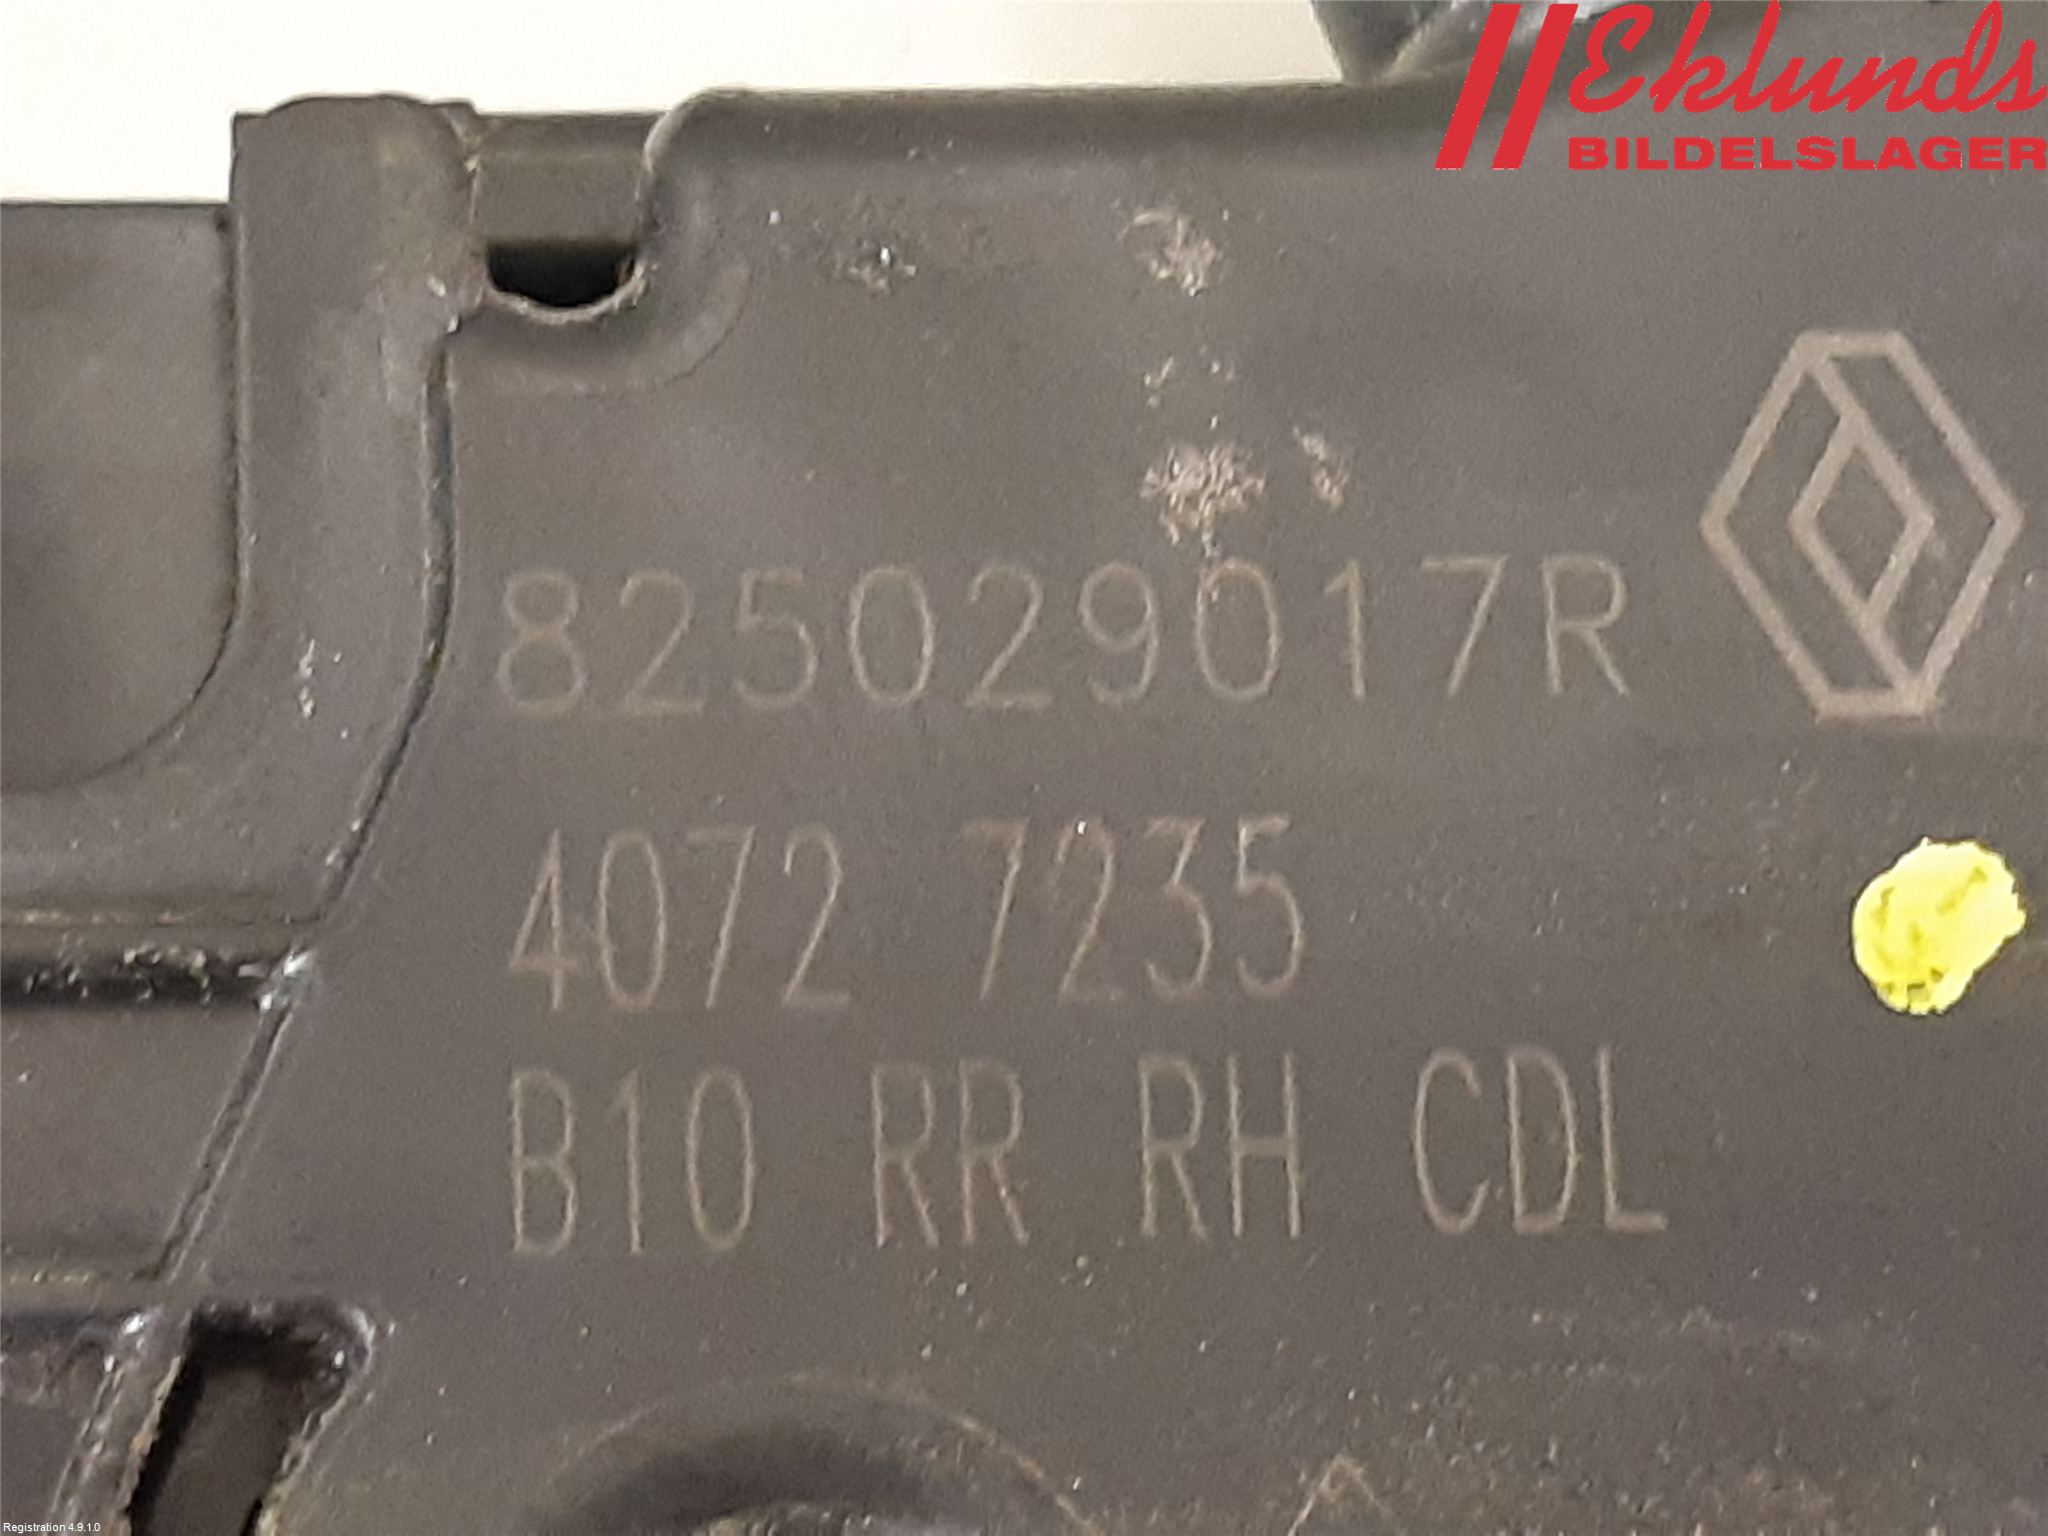 Eklunds
BILDELSLAGER
825029017R
4072 7235
B10 RR RH CDL
Registration 4.9.1.0